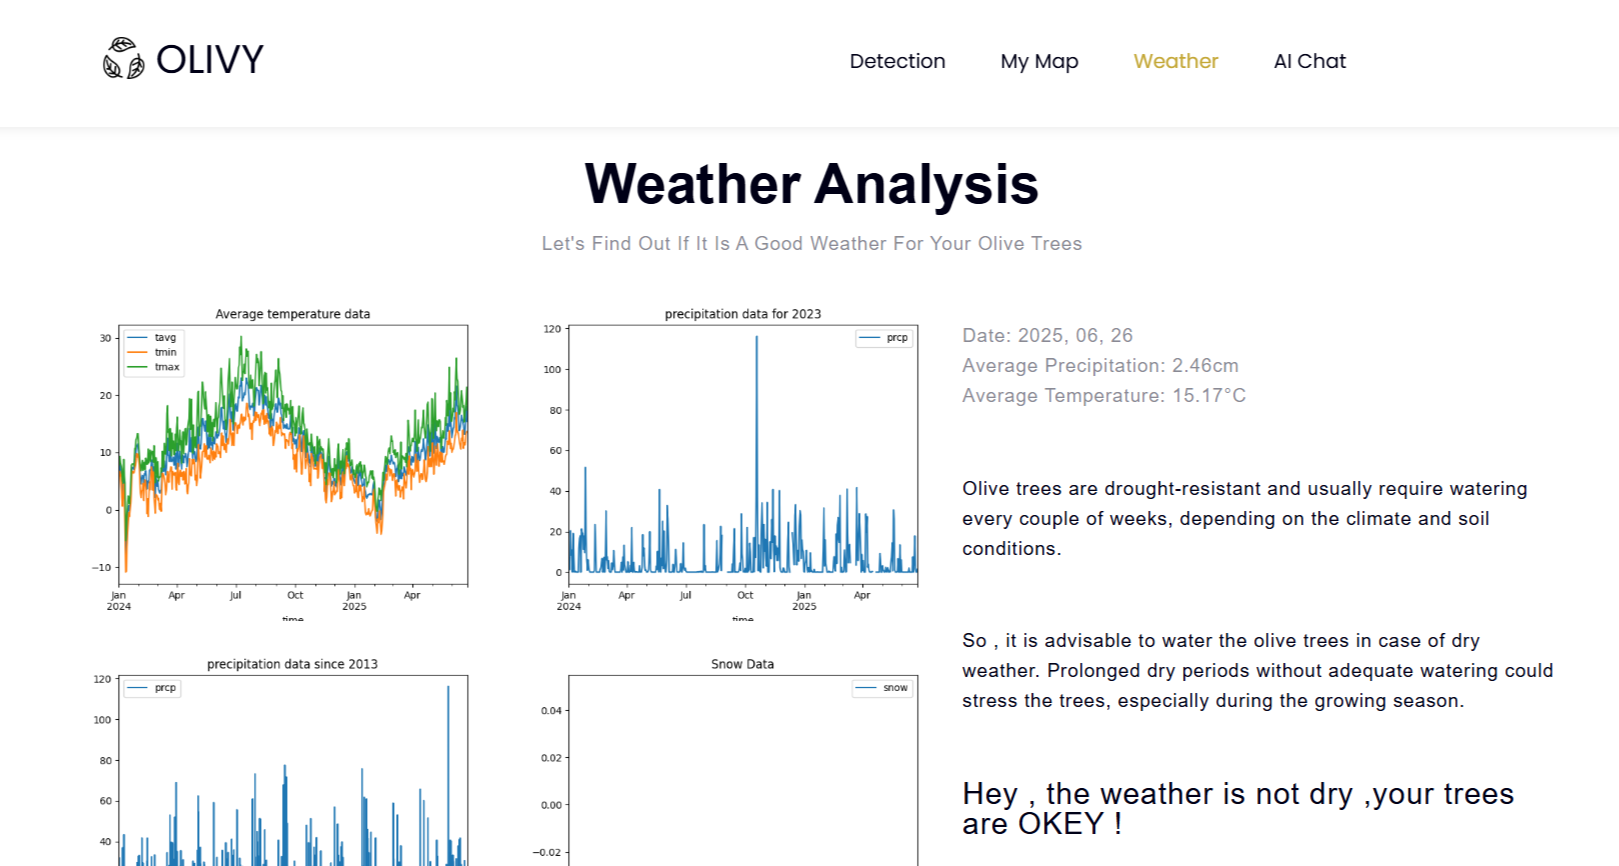 OLIVY
Detection
My Map
Weather
AI Chat
Weather Analysis
Let's Find Out If It Is A Good Weather For Your Olive Trees
Average temperature data
tavg
tmin
tmax
30
20
10
0
−10
Jan
2024
Apr
Jul
Oct
Jan
2025
Apr
time
precipitation data for 2023
prcp
120
100
80
60
40
20
0
Jan
2024
Apr
Jul
Oct
Jan
2025
Apr
time
Date: 2025, 06, 26
Average Precipitation: 2.46cm
Average Temperature: 15.17°C
Olive trees are drought-resistant and usually require watering
every couple of weeks, depending on the climate and soil
conditions.
So , it is advisable to water the olive trees in case of dry
weather. Prolonged dry periods without adequate watering could
stress the trees, especially during the growing season.
Hey , the weather is not dry ,your trees
are OKEY !
precipitation data since 2013
prcp
120
100
80
60
40
Snow Data
snow
0.04
0.02
0.00
−0.02